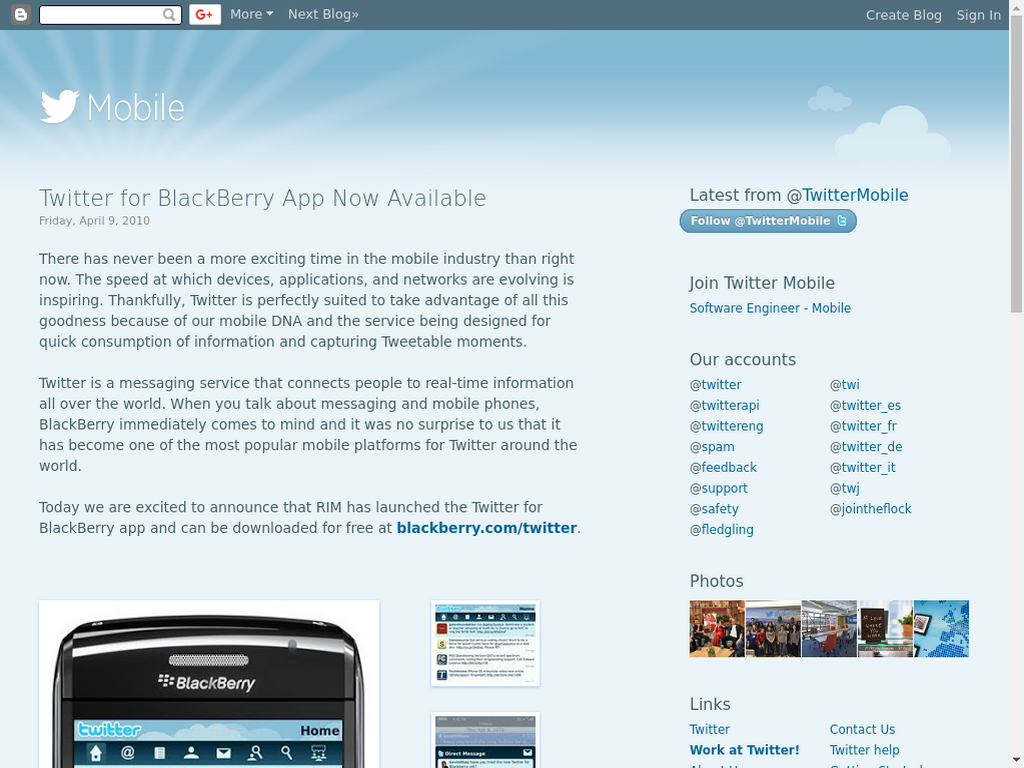 More Next Blog» Create Blog Sign In
Mobile
Twitter for BlackBerry App Now Available
Friday, April 9, 2010
There has never been a more exciting time in the mobile industry than right
now. The speed at which devices, applications, and networks are evolving is
inspiring. Thankfully, Twitter is perfectly suited to take advantage of all this
goodness because of our mobile DNA and the service being designed for
quick consumption of information and capturing Tweetable moments.
Twitter is a messaging service that connects people to real-time information
all over the world. When you talk about messaging and mobile phones,
BlackBerry immediately comes to mind and it was no surprise to us that it
has become one of the most popular mobile platforms for Twitter around the
world.
Today we are excited to announce that RIM has launched the Twitter for
BlackBerry app and can be downloaded for free at blackberry.com/twitter.
BlackBerry
twitter Home
@
twitter Home
Direct Message
Latest from @TwitterMobile
Follow @TwitterMobile
Join Twitter Mobile
Software Engineer - Mobile
Our accounts
@twitter @twi
@twitterapi @twitter_es
@twittereng @twitter_fr
@spam @twitter_de
@feedback @twitter_it
@support @twj
@safety @jointheflock
@fledgling
Photos
Links
Twitter Contact Us
Work at Twitter! Twitter help